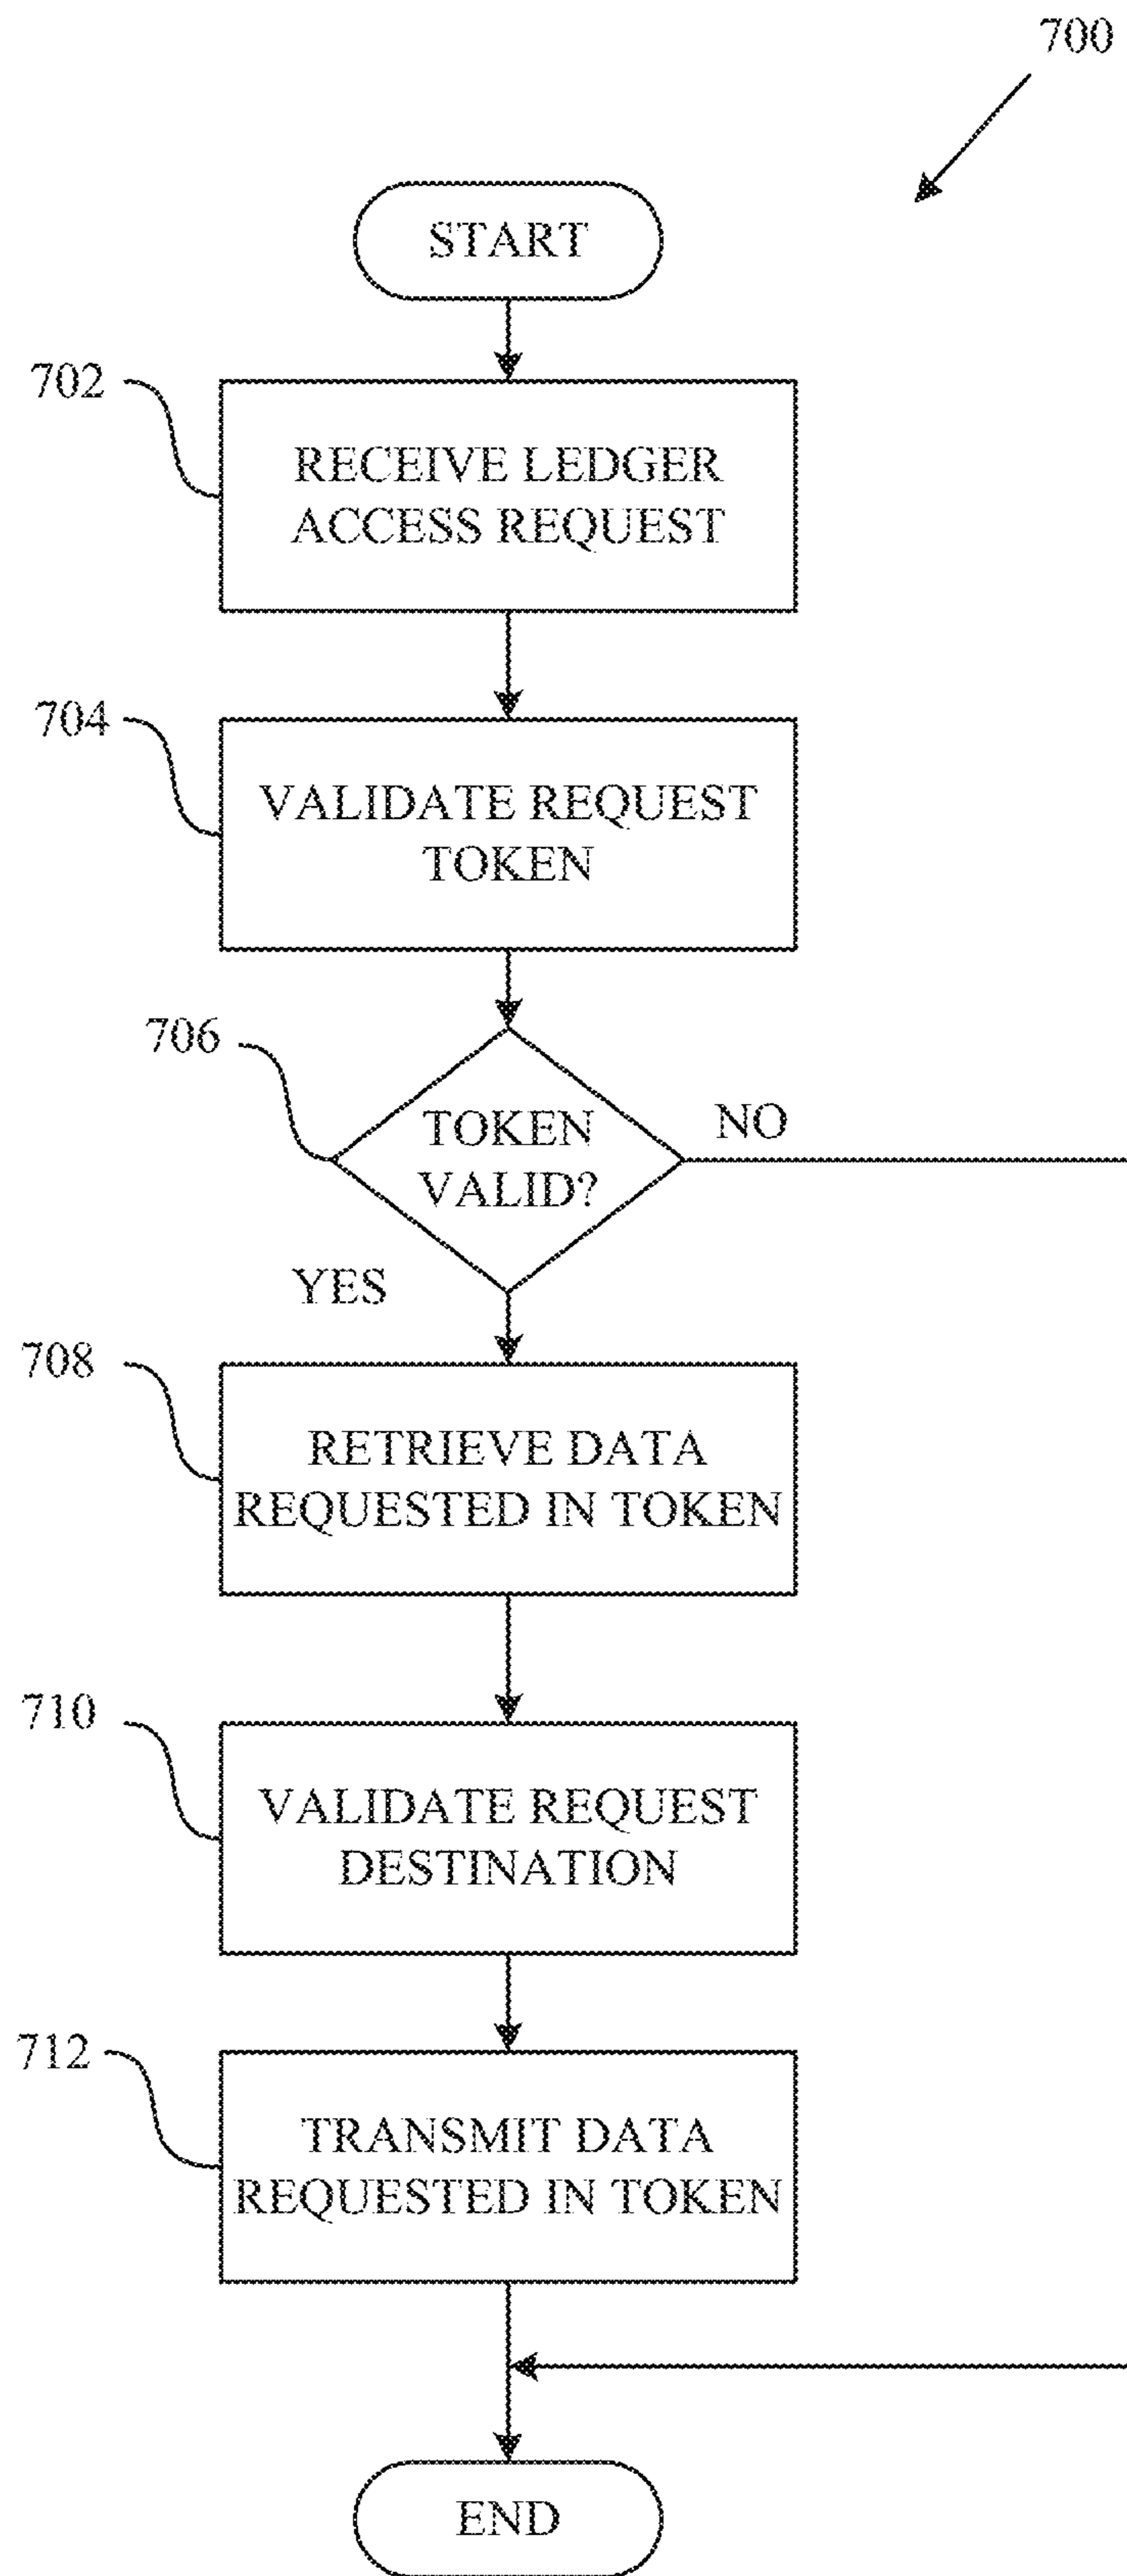 700
START
702
RECEIVE LEDGER
ACCESS REQUEST
704
VALIDATE REQUEST
TOKEN
706
TOKEN
VALID?
NO
YES
708
RETRIEVE DATA
REQUESTED IN TOKEN
710
VALIDATE REQUEST
DESTINATION
712
TRANSMIT DATA
REQUESTED IN TOKEN
END